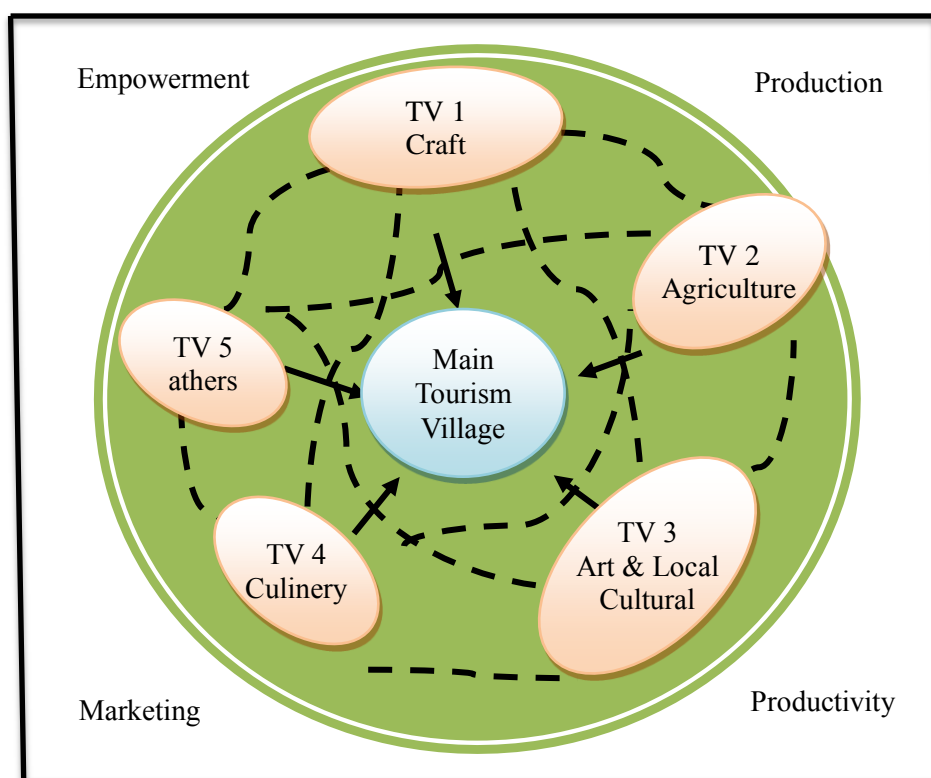 Empowerment
Production
TV 1
Craft
TV 2
Agriculture
TV 5
athers
Main
Tourism
Village
TV 3
Art & Local
Cultural
TV 4
Culinery
Marketing
Productivity